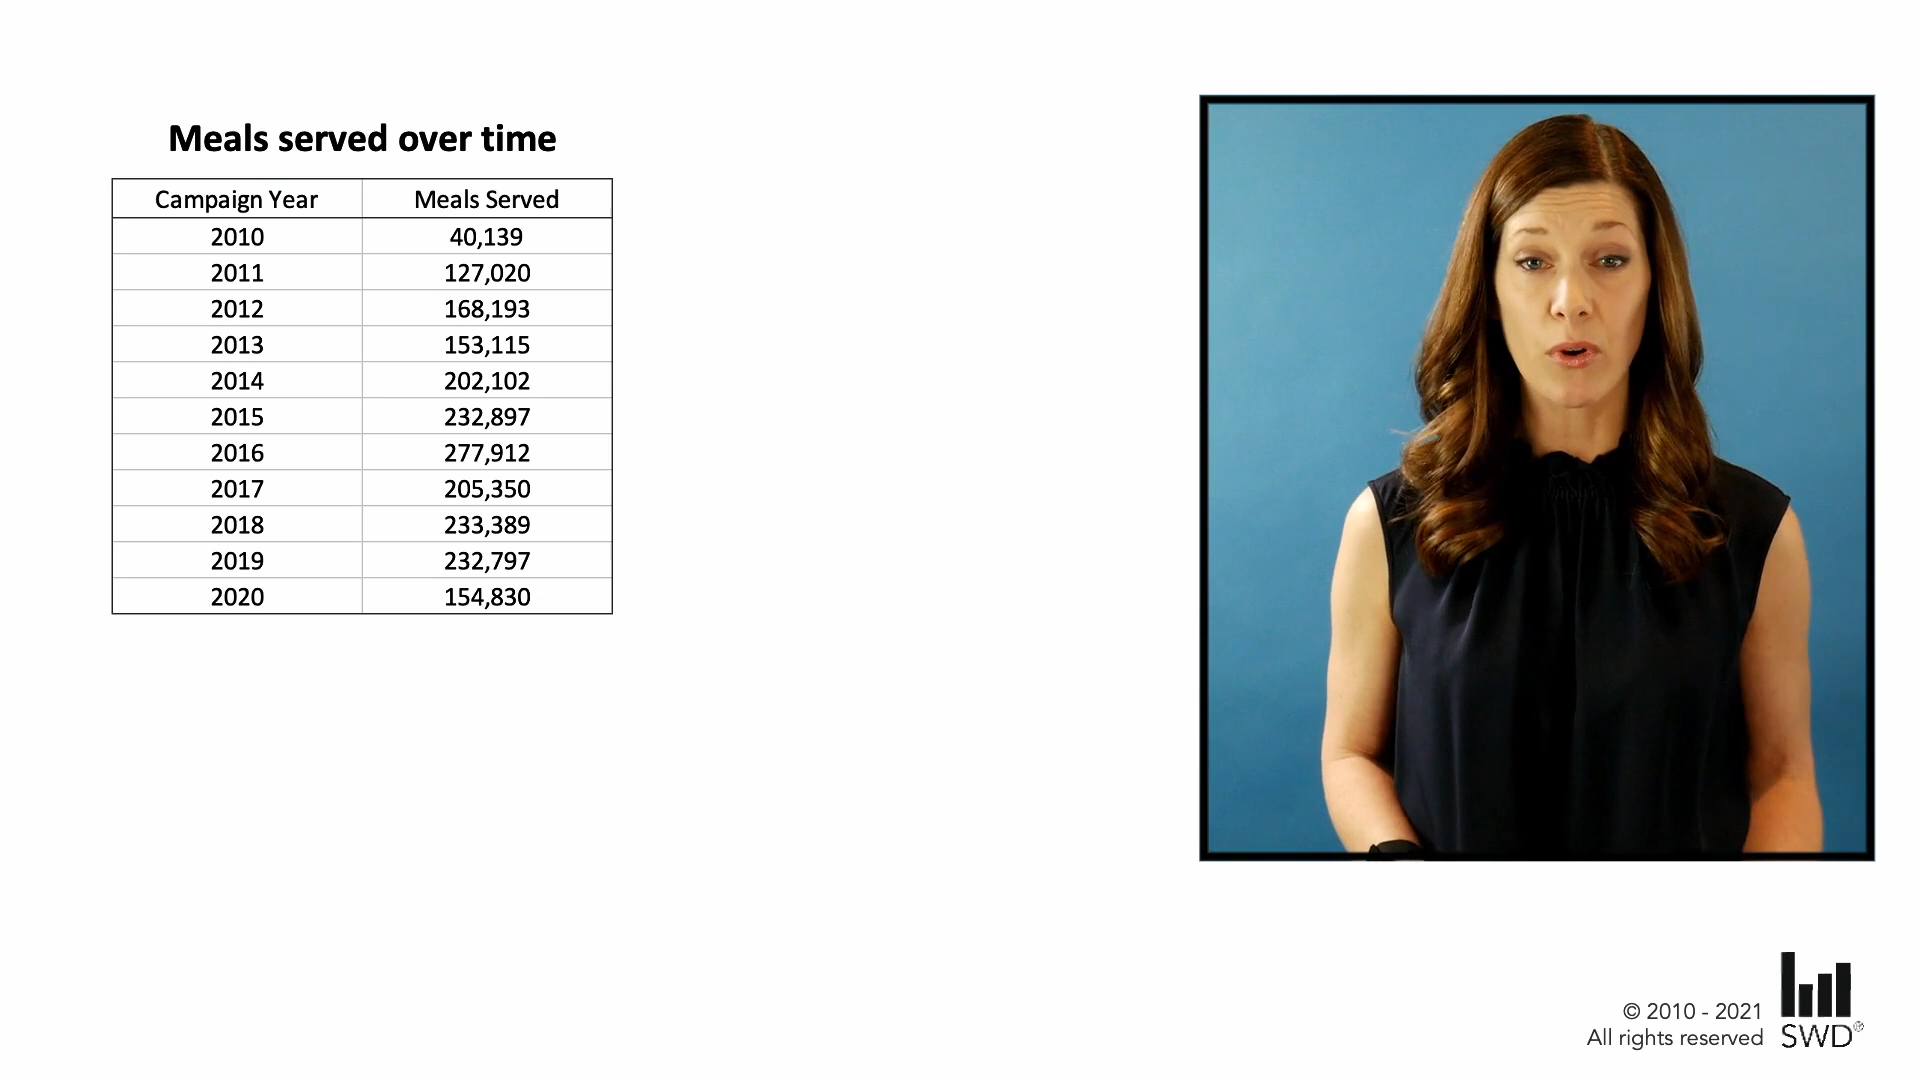 Meals served over time
Campaign Year Meals Served
2010 40,139
2011 127,020
2012 168,193
2013 153,115
2014 202,102
2015 232,897
2016 277,912
2017 205,350
2018 233,389
2019 232,797
2020 154,830
© 2010 - 2021
All rights reserved
SWD®